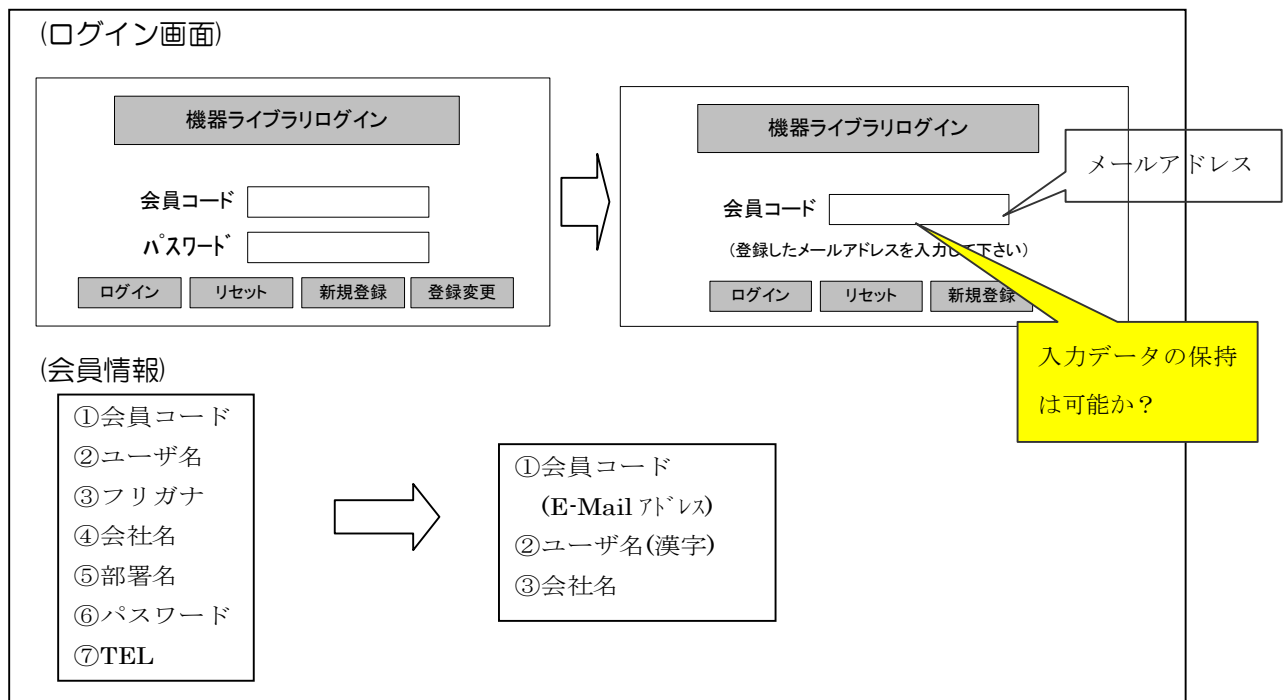 (ログイン画面)
機器ライブラリログイン
会員コード
パスワード
ログイン リセット 新規登録 登録変更
機器ライブラリログイン
メールアドレス
会員コード
(登録したメールアドレスを入力して下さい)
ログイン リセット 新規登録
入力データの保持
は可能か？
(会員情報)
①会員コード
②ユーザ名
③フリガナ
④会社名
⑤部署名
⑥パスワード
⑦TEL
①会員コード
(E-Mail アドレス)
②ユーザ名(漢字)
③会社名